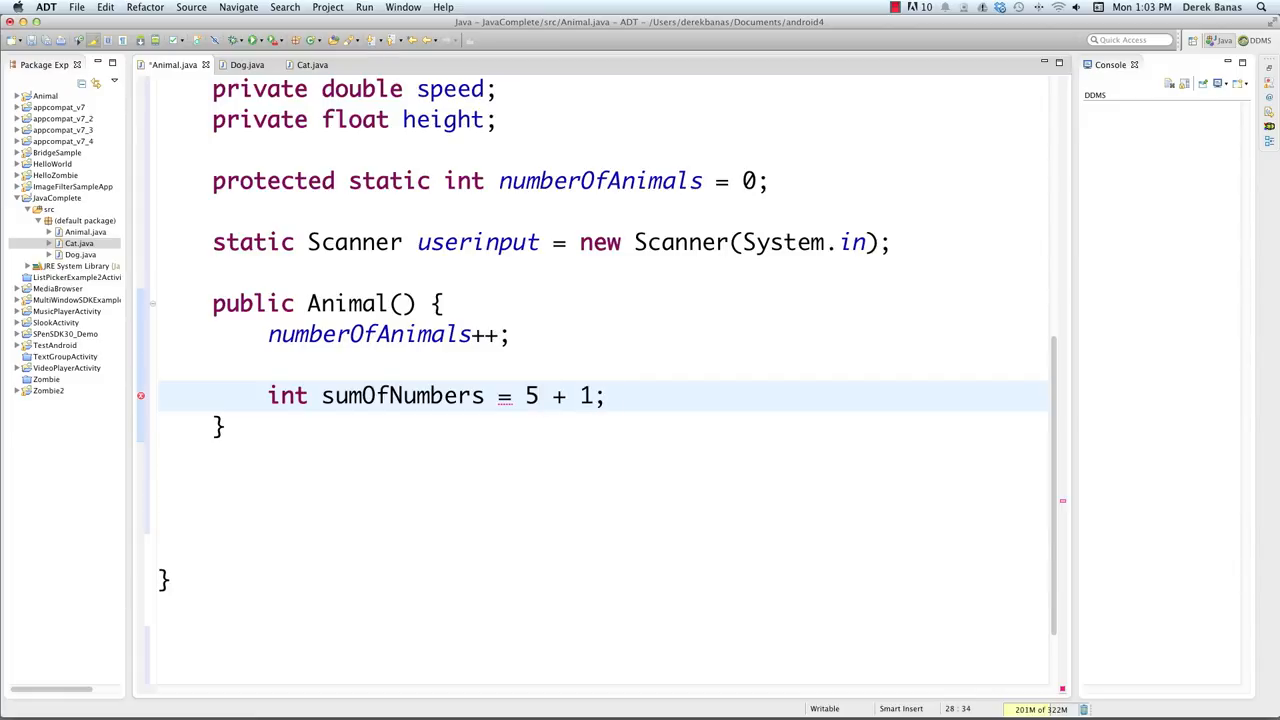 ADT File Edit Refactor Source Navigate Search Project Run Window Help 10 Mon 1:03 PM Derek Banas
Java – JavaComplete/src/Animal.java – ADT – /Users/derekbanas/Documents/android4
Quick Access Java DDMS
Package Exp
*Animal.java Dog.java Cat.java
Console
DDMS
Animal
appcompat_v7
appcompat_v7_2
appcompat_v7_3
appcompat_v7_4
BridgeSample
HelloWorld
HelloZombie
ImageFilterSampleApp
JavaComplete
src
(default package)
Animal.java
Cat.java
Dog.java
JRE System Library [Ja
ListPickerExample2Activi
MediaBrowser
MultiWindowSDKExample
MusicPlayerActivity
SlookActivity
SPenSDK30_Demo
TestAndroid
TextGroupActivity
VideoPlayerActivity
Zombie
Zombie2
private double speed;
private float height;
protected static int numberOfAnimals = 0;
static Scanner userinput = new Scanner(System.in);
public Animal() {
numberOfAnimals++;
int sumOfNumbers = 5 + 1;
}
}
Writable Smart Insert 28 : 34 201M of 322M